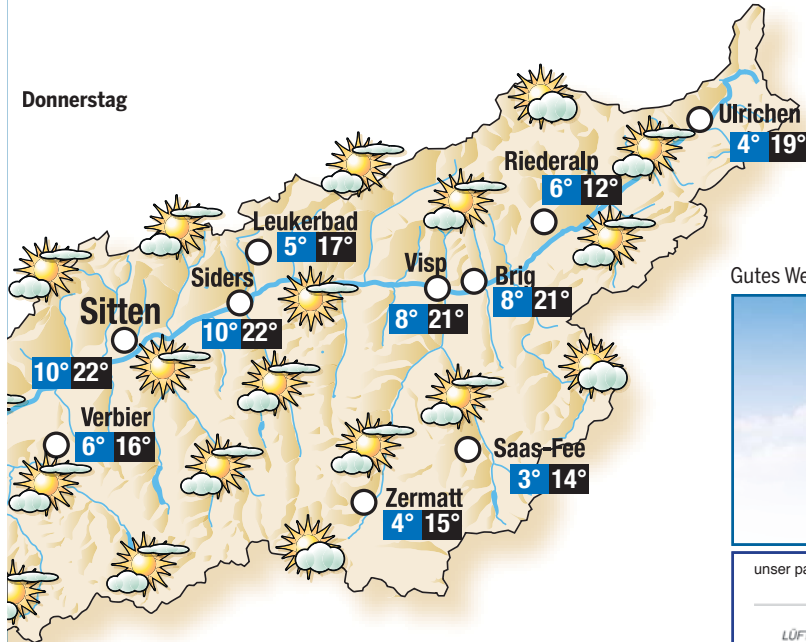 Donnerstag
Ulrichen
4° 19°
Riederalp
6° 12°
Leukerbad
5° 17°
Siders
10° 22°
Visp
8° 21°
Brig
8° 21°
Gutes We
Sitten
10° 22°
Verbier
6° 16°
Saas-Fee
3° 14°
Zermatt
4° 15°
unser pa
LÜFT